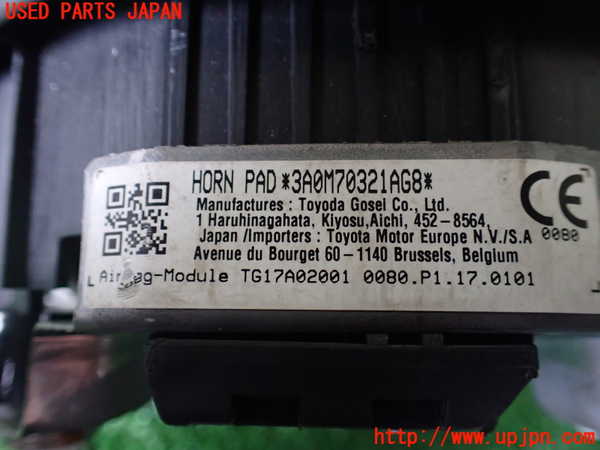 USED PARTS JAPAN
HORN PAD *3A0M70321AG8*
Manufactures : Toyoda Gosei Co., Ltd.
1 Haruhinagahata, Kiyosu,Aichi, 452-8564,
Japan /Importers : Toyota Motor Europe N.V./S.A
Avenue du Bourget 60-1140 Brussels, Belgium
CE
0080
Airbag-Module TG17A02001 0080.P1.17.0101
http://www.upjpn.com